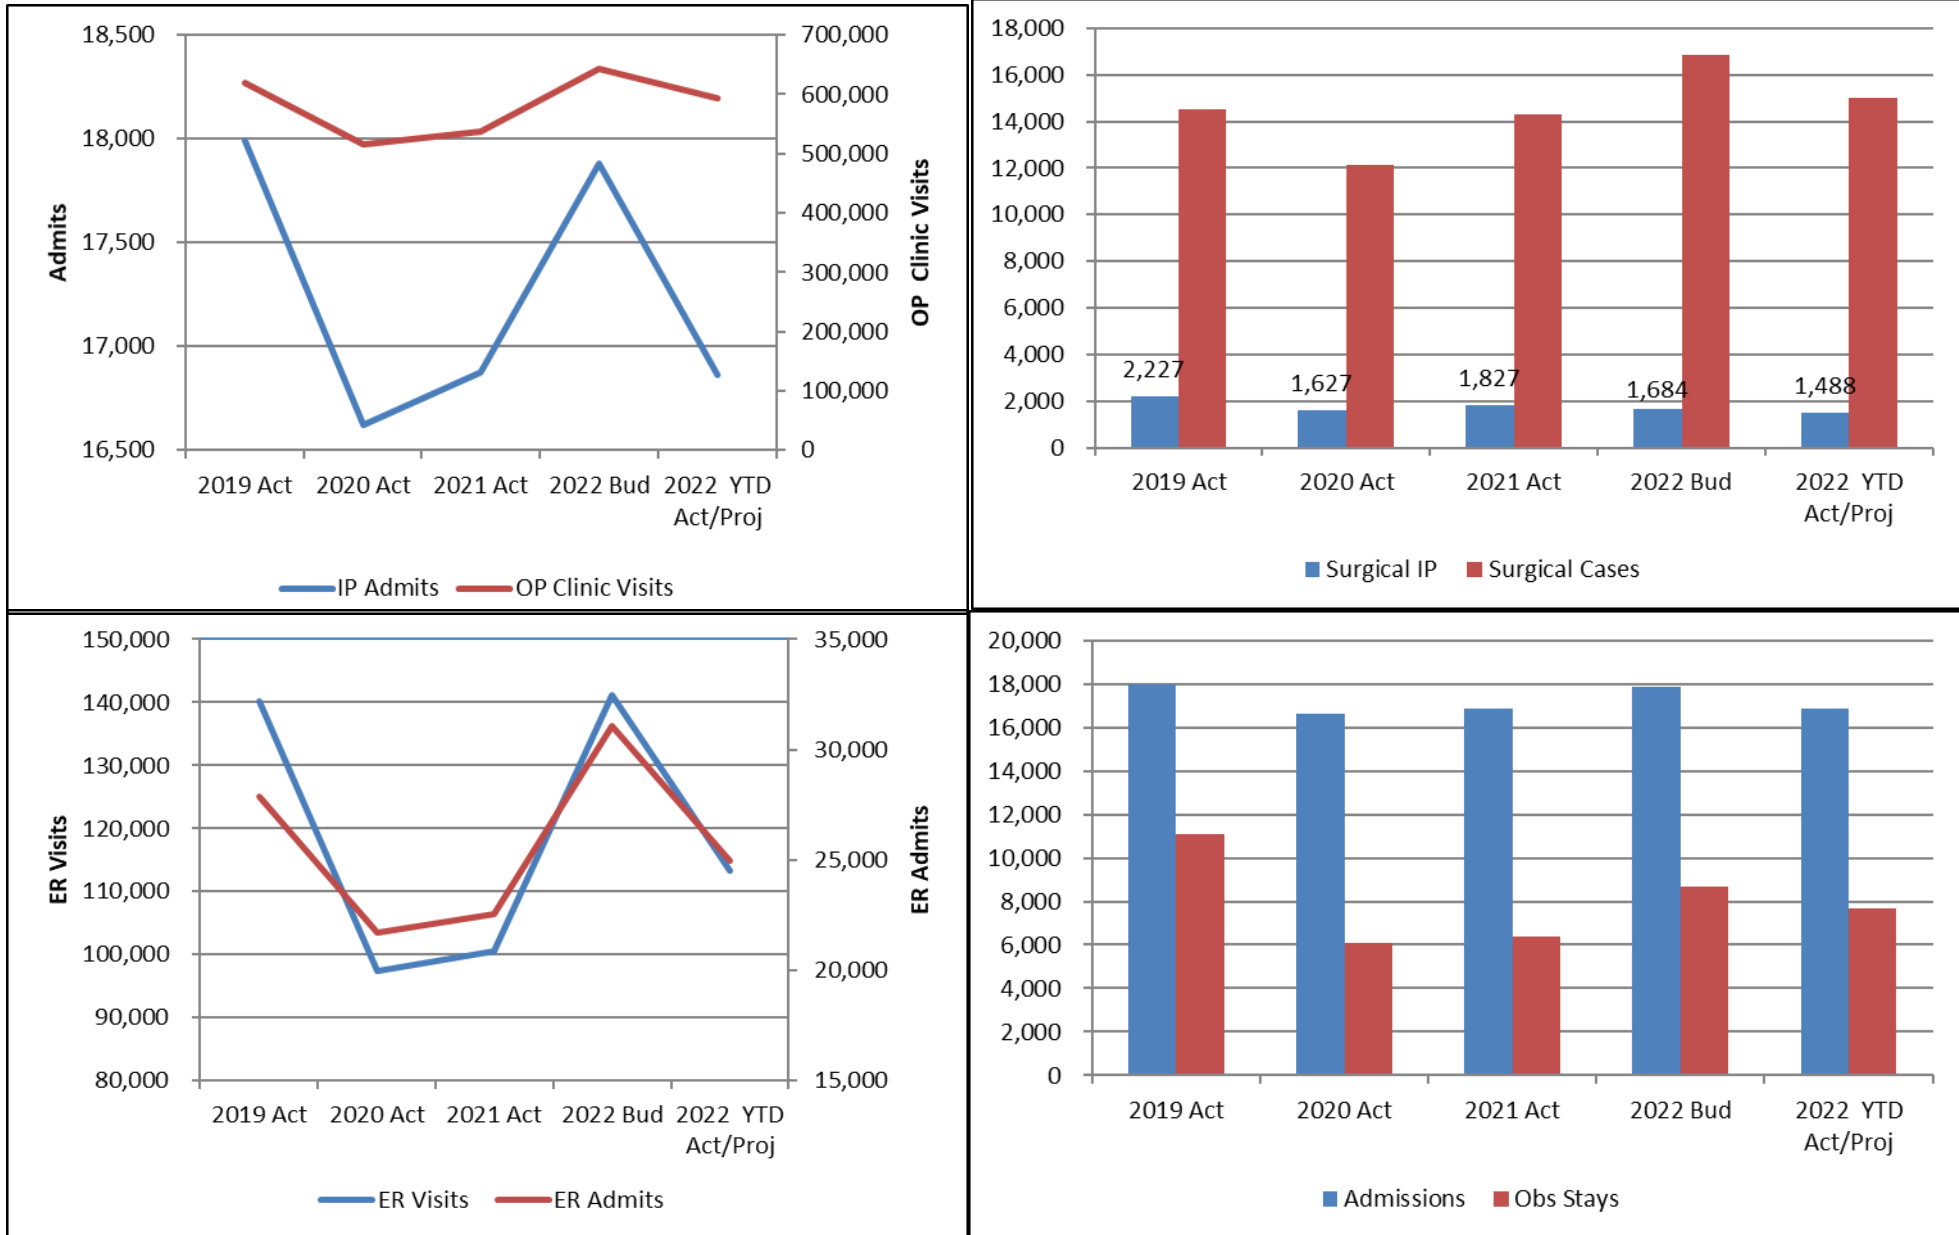 18,500
18,000
17,500
17,000
16,500
Admits
700,000
600,000
500,000
400,000
300,000
200,000
100,000
0
OP Clinic Visits
2019 Act 2020 Act 2021 Act 2022 Bud 2022 YTD
Act/Proj
IP Admits OP Clinic Visits
18,000
16,000
14,000
12,000
10,000
8,000
6,000
4,000
2,000
0
2,227 1,627 1,827 1,684 1,488
2019 Act 2020 Act 2021 Act 2022 Bud 2022 YTD
Act/Proj
Surgical IP Surgical Cases
150,000
140,000
130,000
120,000
110,000
100,000
90,000
80,000
ER Visits
35,000
30,000
25,000
20,000
15,000
ER Admits
2019 Act 2020 Act 2021 Act 2022 Bud 2022 YTD
Act/Proj
ER Visits ER Admits
20,000
18,000
16,000
14,000
12,000
10,000
8,000
6,000
4,000
2,000
0
2019 Act 2020 Act 2021 Act 2022 Bud 2022 YTD
Act/Proj
Admissions Obs Stays